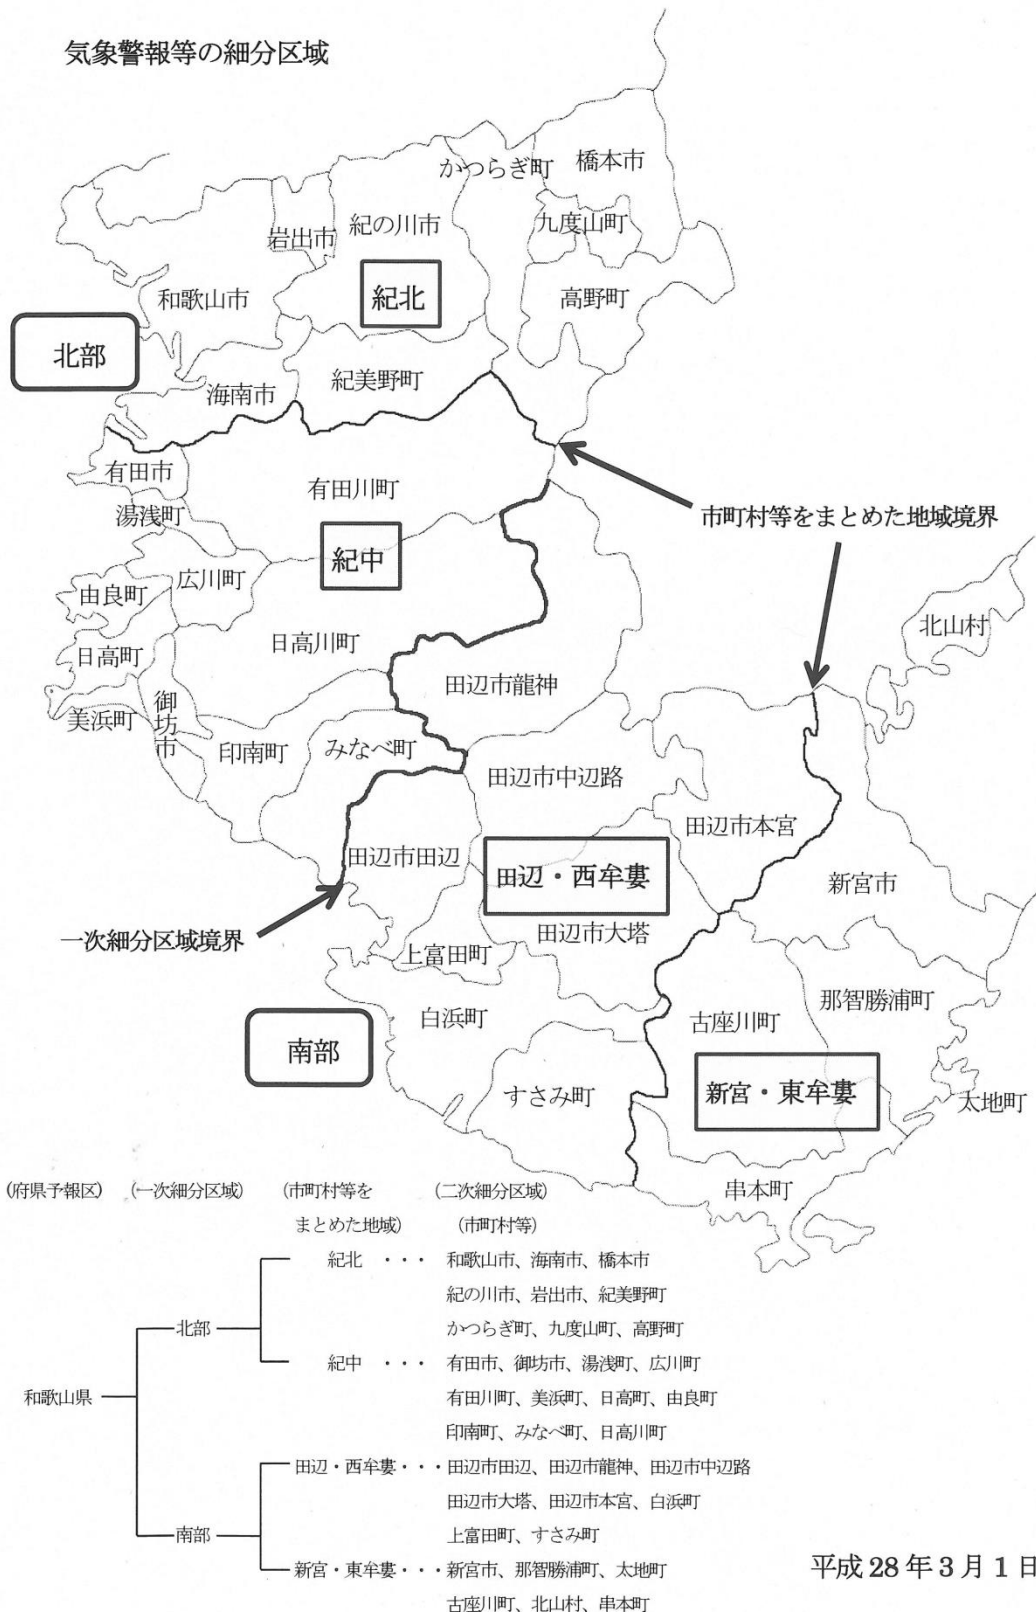 気象警報等の細分区域
かつらぎ町
橋本市
紀の川市
岩出市
九度山町
和歌山市
紀北
高野町
北部
海南市
紀美野町
有田市
有田川町
湯浅町
市町村等をまとめた地域境界
紀中
広川町
由良町
北山村
日高町
日高川町
田辺市龍神
美浜町
御坊市
印南町
みなべ町
田辺市中辺路
田辺市本宮
田辺市田辺
田辺・西牟婁
新宮市
一次細分区域境界
田辺市大塔
上富田町
那智勝浦町
白浜町
古座川町
南部
すさみ町
新宮・東牟婁
太地町
串本町
(府県予報区) (一次細分区域) (市町村等を (二次細分区域)
まとめた地域) (市町村等)
紀北 ・・・ 和歌山市、海南市、橋本市
紀の川市、岩出市、紀美野町
北部 かつらぎ町、九度山町、高野町
紀中 ・・・ 有田市、御坊市、湯浅町、広川町
和歌山県 有田川町、美浜町、日高町、由良町
印南町、みなべ町、日高川町
田辺・西牟婁・・・田辺市田辺、田辺市龍神、田辺市中辺路
田辺市大塔、田辺市本宮、白浜町
南部 上富田町、すさみ町
新宮・東牟婁・・・新宮市、那智勝浦町、太地町
古座川町、北山村、串本町
平成28年3月1日